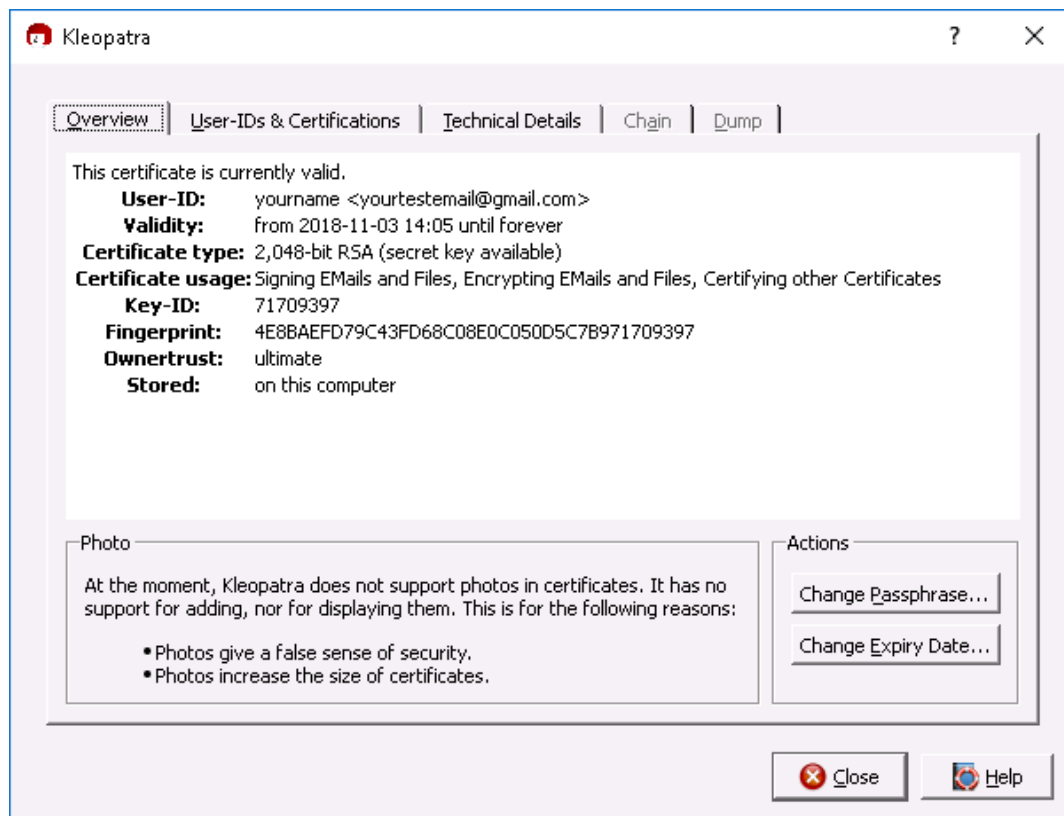 Kleopatra
Overview User-IDs & Certifications Technical Details Chain Dump
This certificate is currently valid.
User-ID: yourname <yourtestemail@gmail.com>
Validity: from 2018-11-03 14:05 until forever
Certificate type: 2,048-bit RSA (secret key available)
Certificate usage: Signing EMails and Files, Encrypting EMails and Files, Certifying other Certificates
Key-ID: 71709397
Fingerprint: 4E8BAEFD79C43FD68C08E0C050D5C7B971709397
Ownertrust: ultimate
Stored: on this computer
Photo
At the moment, Kleopatra does not support photos in certificates. It has no
support for adding, nor for displaying them. This is for the following reasons:
•Photos give a false sense of security.
•Photos increase the size of certificates.
Actions
Change Passphrase...
Change Expiry Date...
Close Help